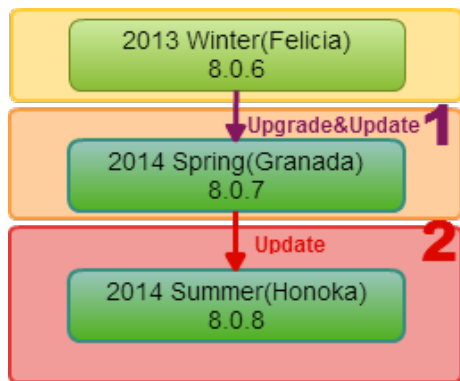 2013 Winter(Felicia)
8.0.6
Upgrade&Update 1
2014 Spring(Granada)
8.0.7
2
Update
2014 Summer(Honoka)
8.0.8